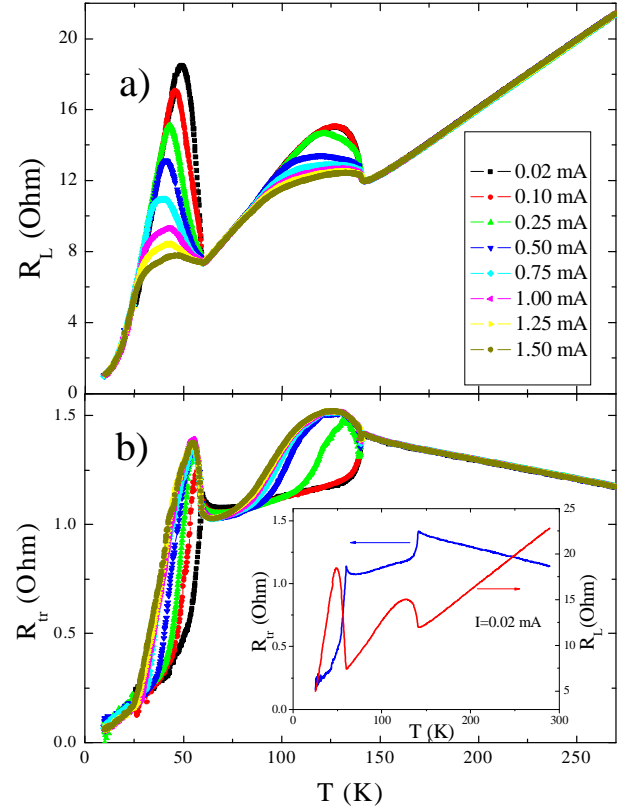 20
16
12
8
4
0
R_L (Ohm)
a)
0.02 mA
0.10 mA
0.25 mA
0.50 mA
0.75 mA
1.00 mA
1.25 mA
1.50 mA
1.5
1.0
0.5
0.0
R_tr (Ohm)
b)
1.5
1.0
0.5
0.0
R_tr (Ohm)
25
20
15
10
5
R_L (Ohm)
I=0.02 mA
0 100 200 300
T (K)
0 50 100 150 200 250
T (K)